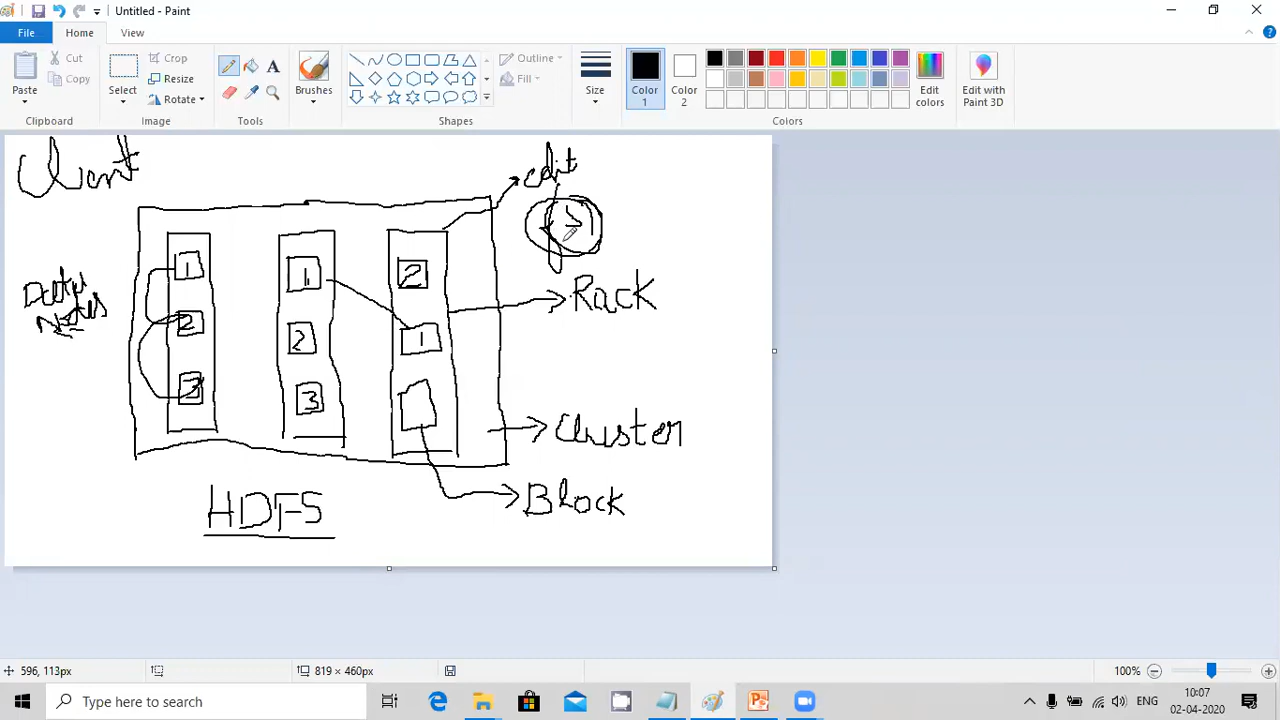 Untitled - Paint
File
Home
View
Paste
Cut
Copy
Clipboard
Select
Crop
Resize
Rotate
Image
Tools
Brushes
Shapes
Outline
Fill
Size
Color 1
Color 2
Colors
Edit colors
Edit with Paint 3D
Client
edit
1
1
2
Data
Nodes
Rack
2
2
1
3
3
Cluster
HDFS
Block
596, 113px
819 × 460px
100%
Type here to search
ENG
10:07
02-04-2020